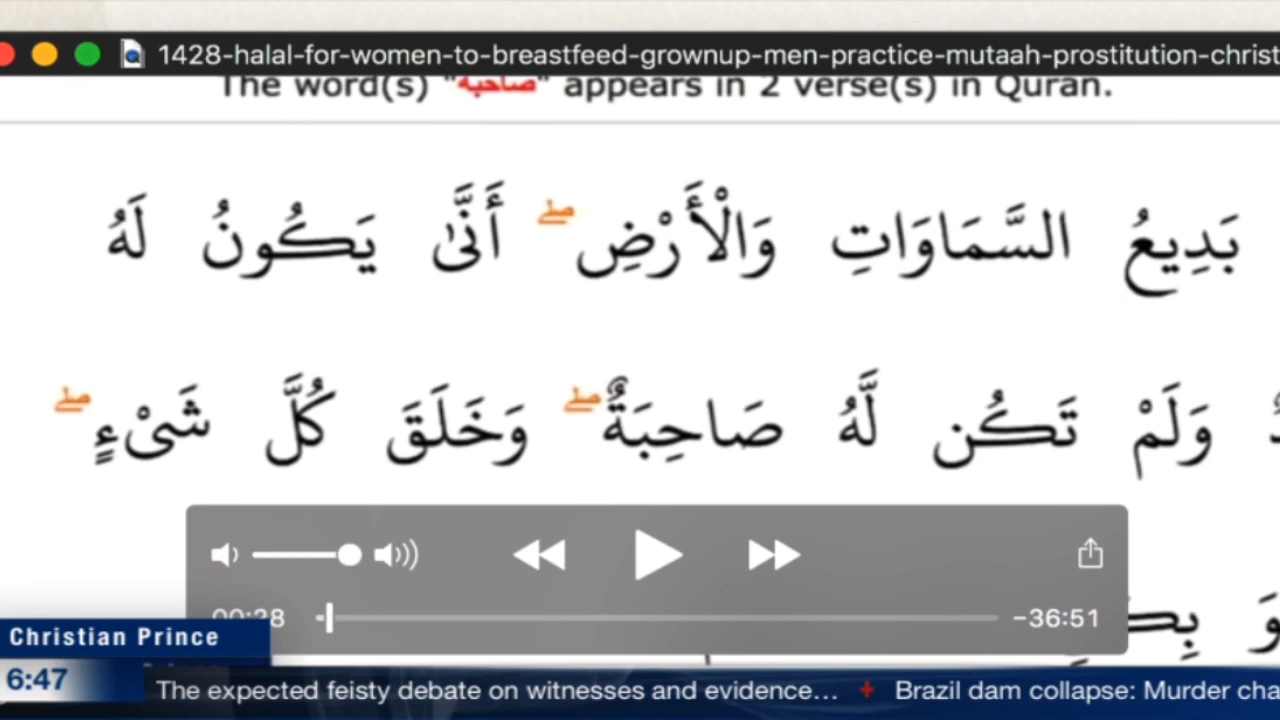 1428-halal-for-women-to-breastfeed-grownup-men-practice-mutaah-prostitution-christ
The word(s) "صاحبة" appears in 2 verse(s) in Quran.
بَدِيعُ السَّمَاوَاتِ وَالْأَرْضِ ۖ أَنَّىٰ يَكُونُ لَهُ
وَلَمْ تَكُن لَّهُ صَاحِبَةٌ ۖ وَخَلَقَ كُلَّ شَىْءٍ ۖ
00:28
-36:51
Christian Prince
6:47
The expected feisty debate on witnesses and evidence... + Brazil dam collapse: Murder cha